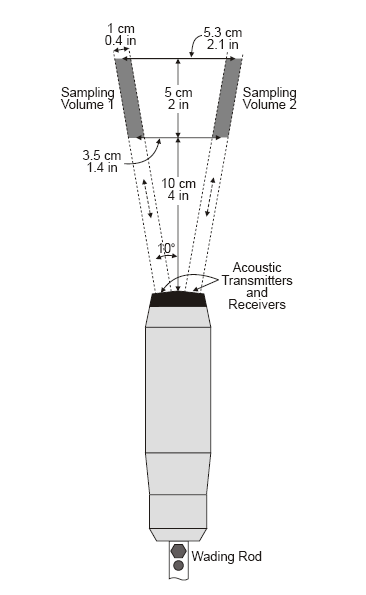 1 cm
0.4 in
5.3 cm
2.1 in
Sampling
Volume 1
5 cm
2 in
Sampling
Volume 2
3.5 cm
1.4 in
10 cm
4 in
10°
Acoustic
Transmitters
and
Receivers
Wading Rod